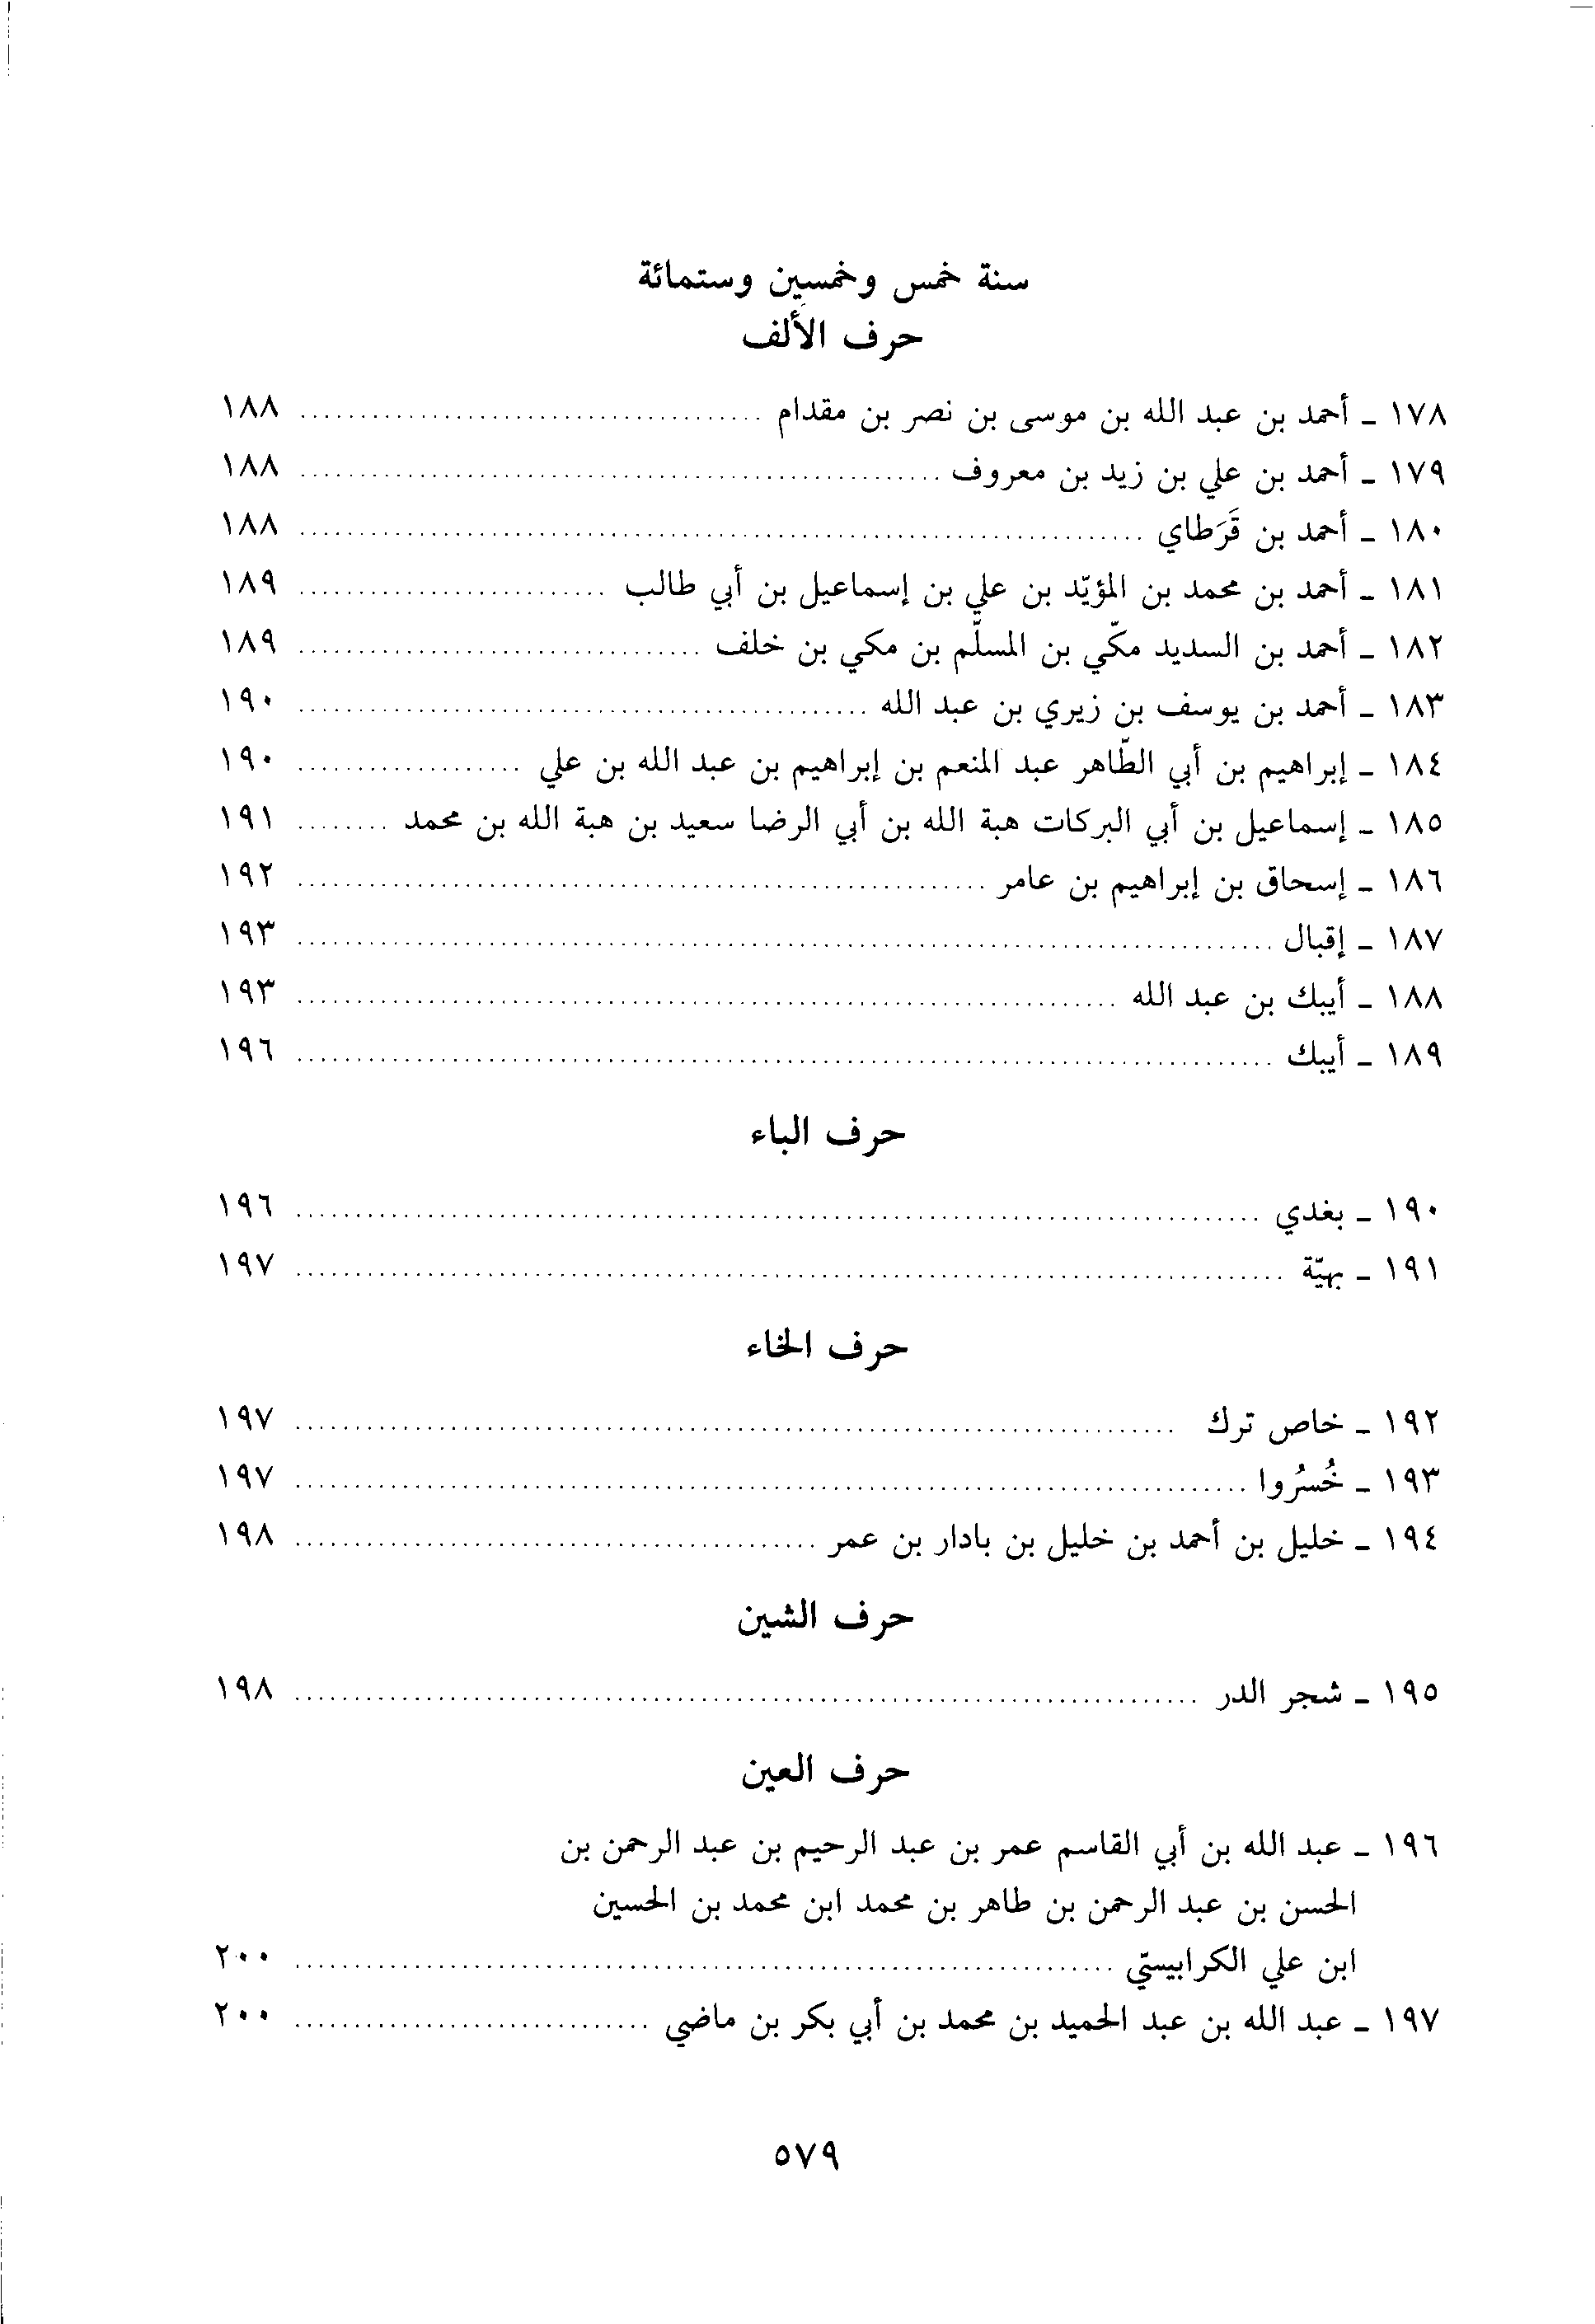 سنة خمس وخمسين وستمائة
حرف الألف
١٧٨ - أحمد بن عبد الله بن موسى بن نصر بن مقدام ........ ١٨٨
١٧٩ - أحمد بن علي بن زيد بن معروف ........ ١٨٨
١٨٠ - أحمد بن قَرَطاي ........ ١٨٨
١٨١ - أحمد بن محمد بن المؤيّد بن علي بن إسماعيل بن أبي طالب ........ ١٨٩
١٨٢ - أحمد بن السديد مكّي بن المسلّم بن مكي بن خلف ........ ١٨٩
١٨٣ - أحمد بن يوسف بن زيري بن عبد الله ........ ١٩٠
١٨٤ - إبراهيم بن أبي الطّاهر عبد المنعم بن إبراهيم بن عبد الله بن علي ........ ١٩٠
١٨٥ - إسماعيل بن أبي البركات هبة الله بن أبي الرضا سعيد بن هبة الله بن محمد ........ ١٩١
١٨٦ - إسحاق بن إبراهيم بن عامر ........ ١٩٢
١٨٧ - إقبال ........ ١٩٣
١٨٨ - أيبك بن عبد الله ........ ١٩٣
١٨٩ - أيبك ........ ١٩٦
حرف الباء
١٩٠ - بغدي ........ ١٩٦
١٩١ - بهيّة ........ ١٩٧
حرف الخاء
١٩٢ - خاص ترك ........ ١٩٧
١٩٣ - خُسرُوا ........ ١٩٧
١٩٤ - خليل بن أحمد بن خليل بن بادار بن عمر ........ ١٩٨
حرف الشين
١٩٥ - شجر الدر ........ ١٩٨
حرف العين
١٩٦ - عبد الله بن أبي القاسم عمر بن عبد الرحيم بن عبد الرحمن بن
الحسن بن عبد الرحمن بن طاهر بن محمد ابن محمد بن الحسين
ابن علي الكرابيستّي ........ ٢٠٠
١٩٧ - عبد الله بن عبد الحميد بن محمد بن أبي بكر بن ماضي ........ ٢٠٠
٥٧٩